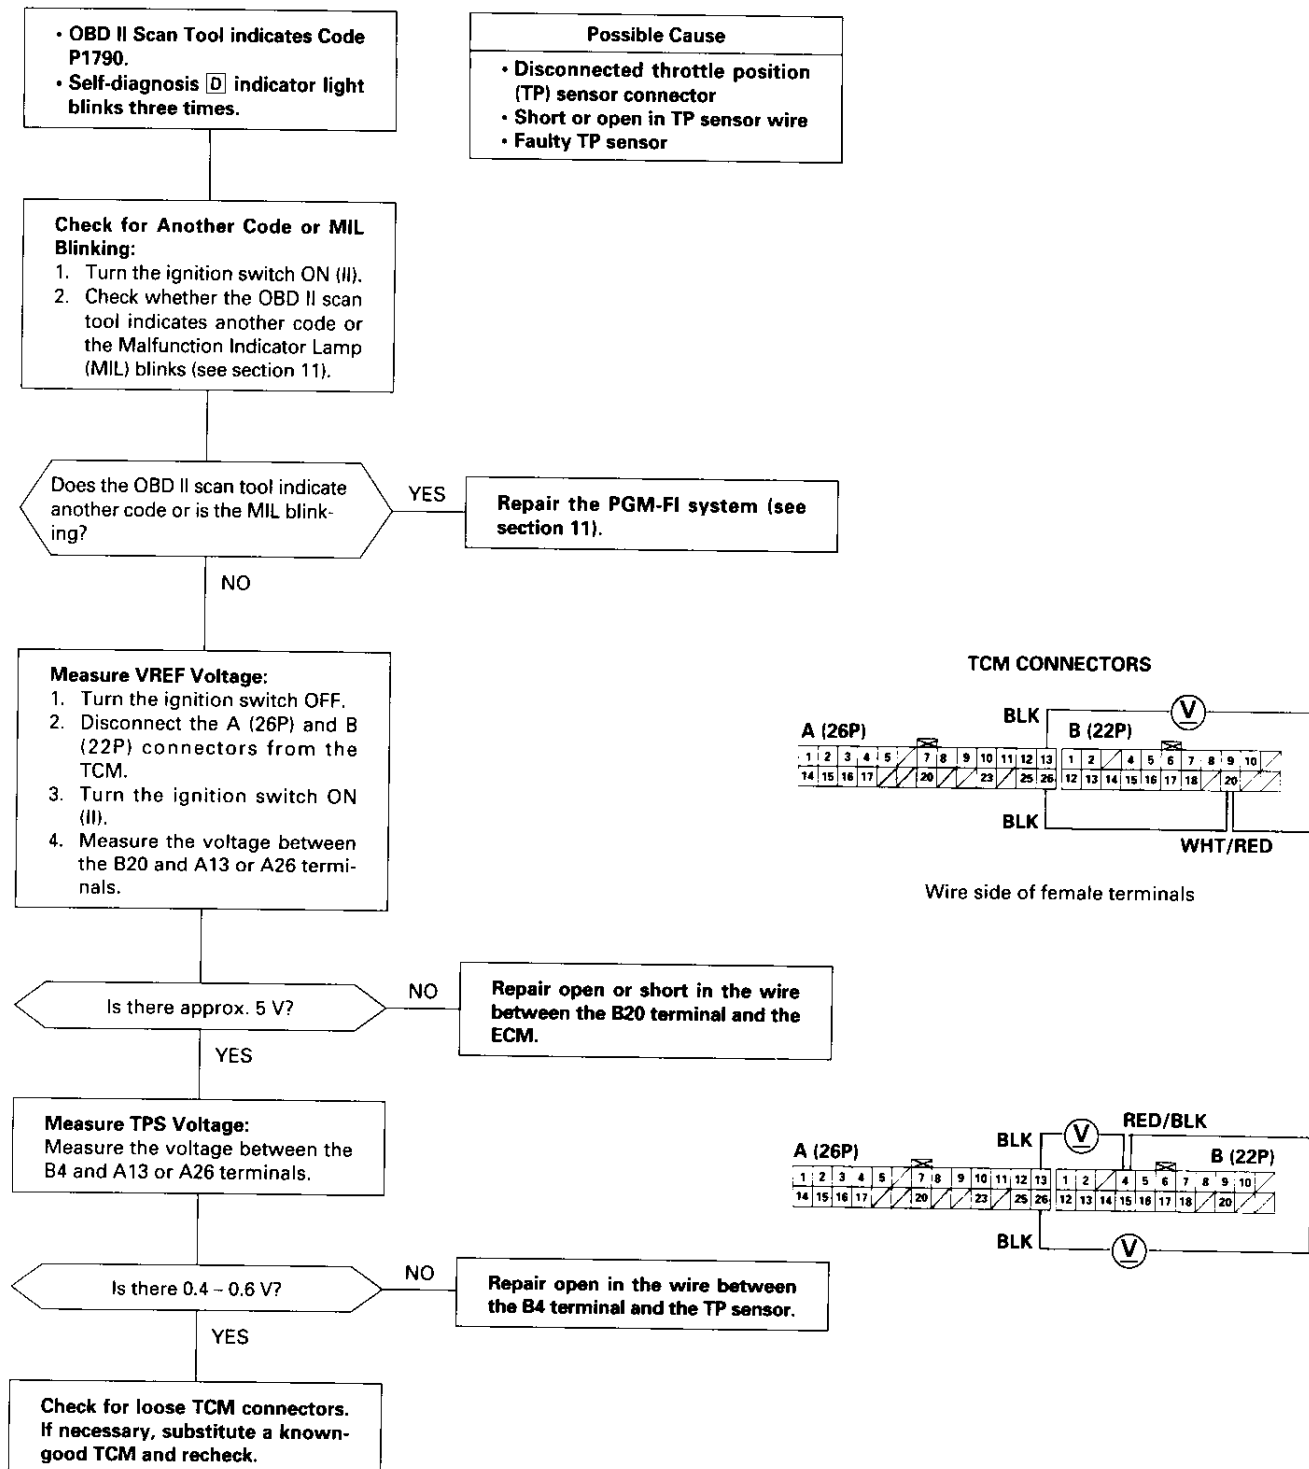 • OBD II Scan Tool indicates Code
P1790.
• Self-diagnosis D indicator light
blinks three times.
Possible Cause
• Disconnected throttle position
(TP) sensor connector
• Short or open in TP sensor wire
• Faulty TP sensor
Check for Another Code or MIL
Blinking:
1. Turn the ignition switch ON (II).
2. Check whether the OBD II scan
tool indicates another code or
the Malfunction Indicator Lamp
(MIL) blinks (see section 11).
Does the OBD II scan tool indicate
another code or is the MIL blink-
ing?
YES
Repair the PGM-FI system (see
section 11).
NO
Measure VREF Voltage:
1. Turn the ignition switch OFF.
2. Disconnect the A (26P) and B
(22P) connectors from the
TCM.
3. Turn the ignition switch ON
(II).
4. Measure the voltage between
the B20 and A13 or A26 termi-
nals.
TCM CONNECTORS
BLK V
A (26P) B (22P)
1 2 3 4 5 7 8 9 10 11 12 13 1 2 4 5 6 7 8 9 10
14 15 16 17 20 23 25 26 12 13 14 15 16 17 18 20
BLK
WHT/RED
Wire side of female terminals
Is there approx. 5 V?
NO
Repair open or short in the wire
between the B20 terminal and the
ECM.
YES
Measure TPS Voltage:
Measure the voltage between the
B4 and A13 or A26 terminals.
RED/BLK
BLK V
A (26P) B (22P)
1 2 3 4 5 7 8 9 10 11 12 13 1 2 4 5 6 7 8 9 10
14 15 16 17 20 23 25 26 12 13 14 15 16 17 18 20
BLK V
Is there 0.4 – 0.6 V?
NO
Repair open in the wire between
the B4 terminal and the TP sensor.
YES
Check for loose TCM connectors.
If necessary, substitute a known-
good TCM and recheck.